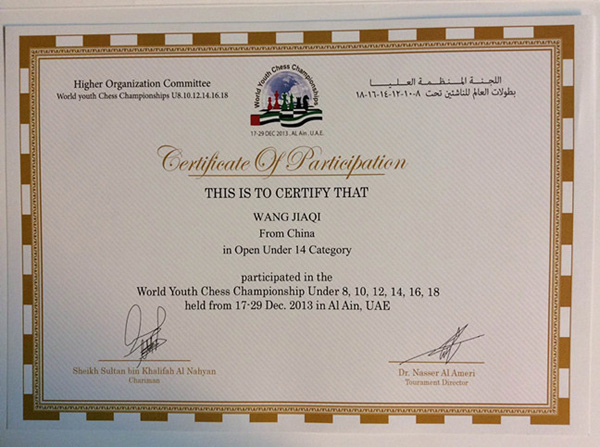 Higher Organization Committee
World youth Chess Championships U8.10.12.14.16.18
World Youth Chess Championships
17-29 DEC 2013 . AL Ain . U.A.E.
اللجنة المنظمة العليا
بطولات العالم للناشئين تحت ٨-١٠-١٢-١٤-١٦-١٨
Certificate Of Participation
THIS IS TO CERTIFY THAT
WANG JIAQI
From China
in Open Under 14 Category
participated in the
World Youth Chess Championship Under 8, 10, 12, 14, 16, 18
held from 17-29 Dec. 2013 in Al Ain, UAE
Sheikh Sultan bin Khalifah Al Nahyan
Chairman
Dr. Nasser Al Ameri
Tourament Director